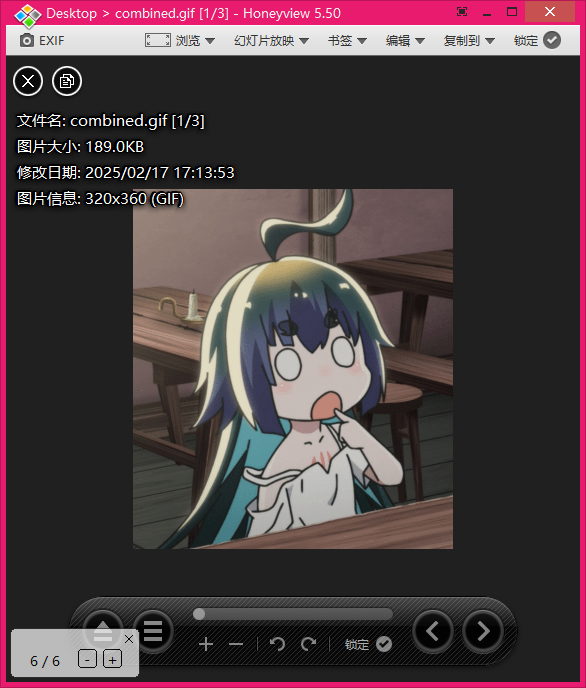 Desktop > combined.gif [1/3] - Honeyview 5.50
EXIF 浏览 幻灯片放映 书签 编辑 复制到 锁定
文件名: combined.gif [1/3]
图片大小: 189.0KB
修改日期: 2025/02/17 17:13:53
图片信息: 320x360 (GIF)
锁定
6 / 6 - +